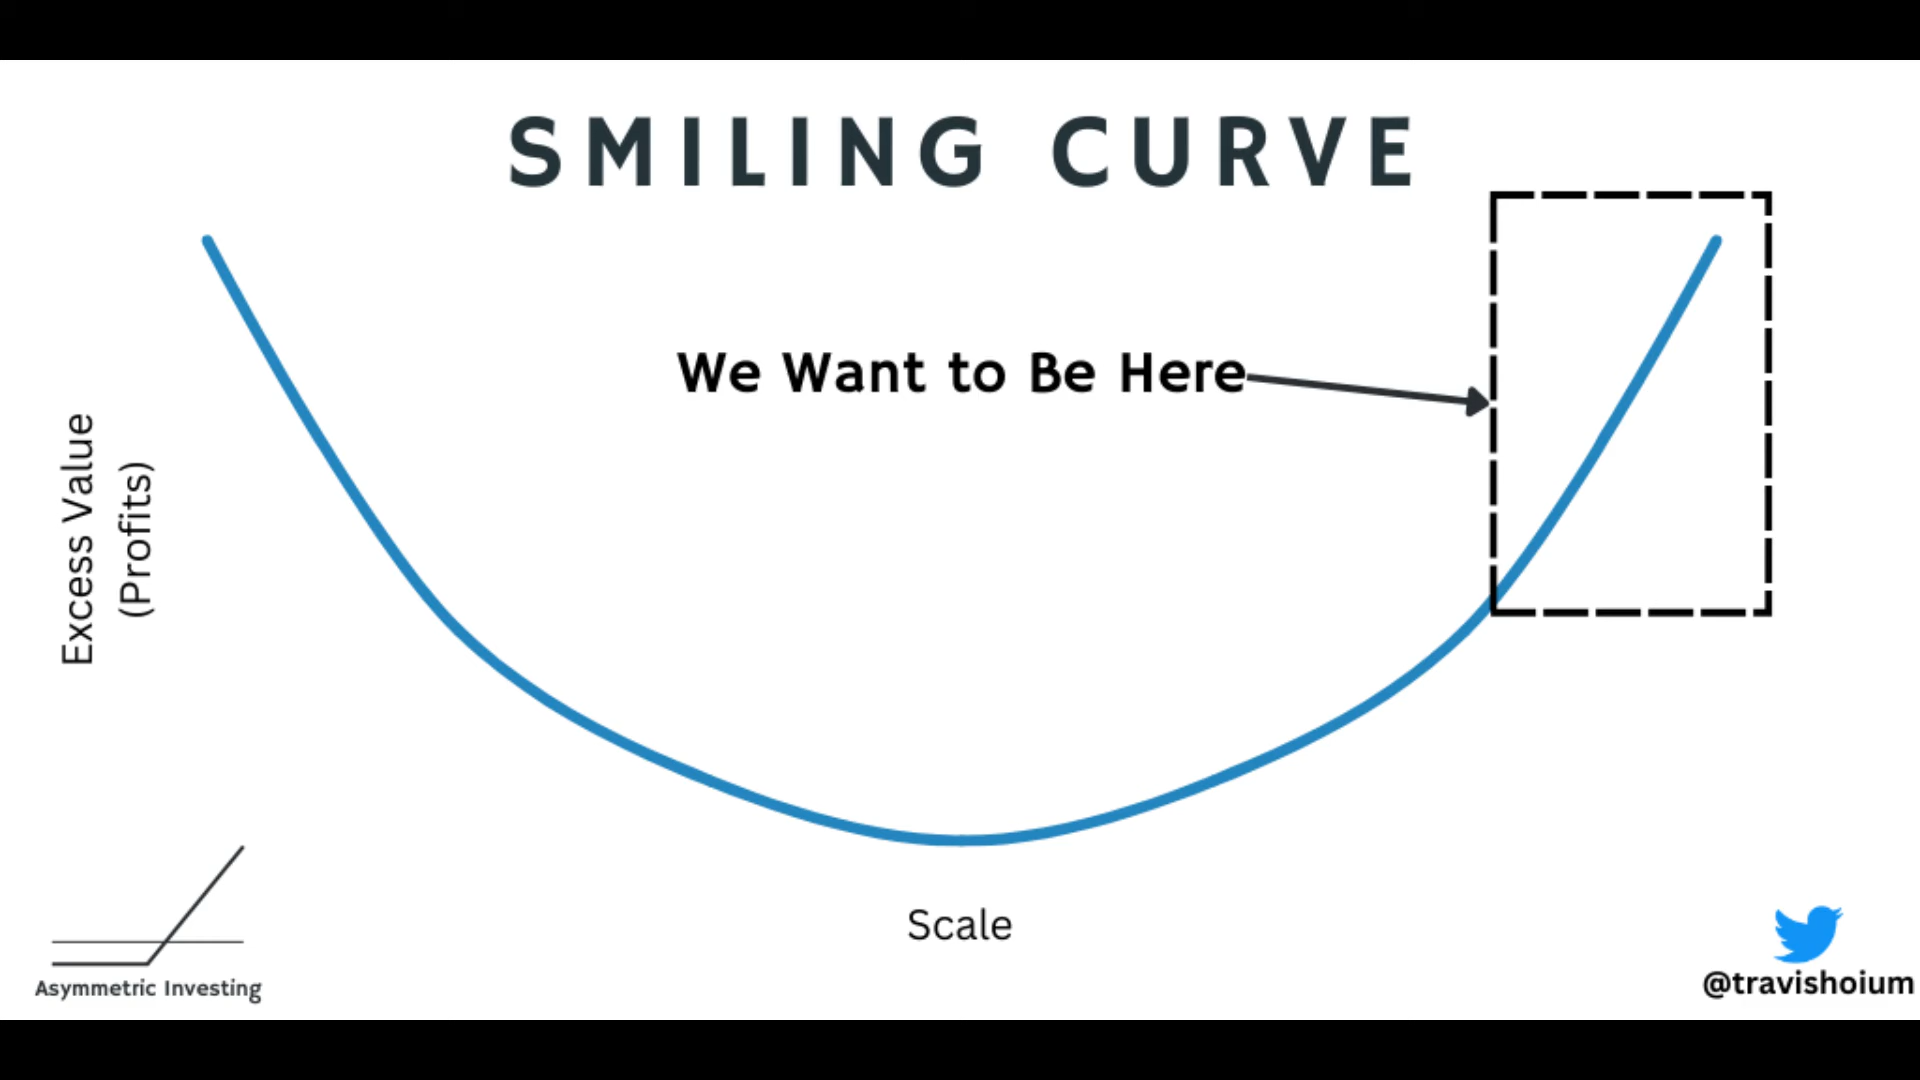 SMILING CURVE
We Want to Be Here
Excess Value
(Profits)
Scale
Asymmetric Investing
@travishoium